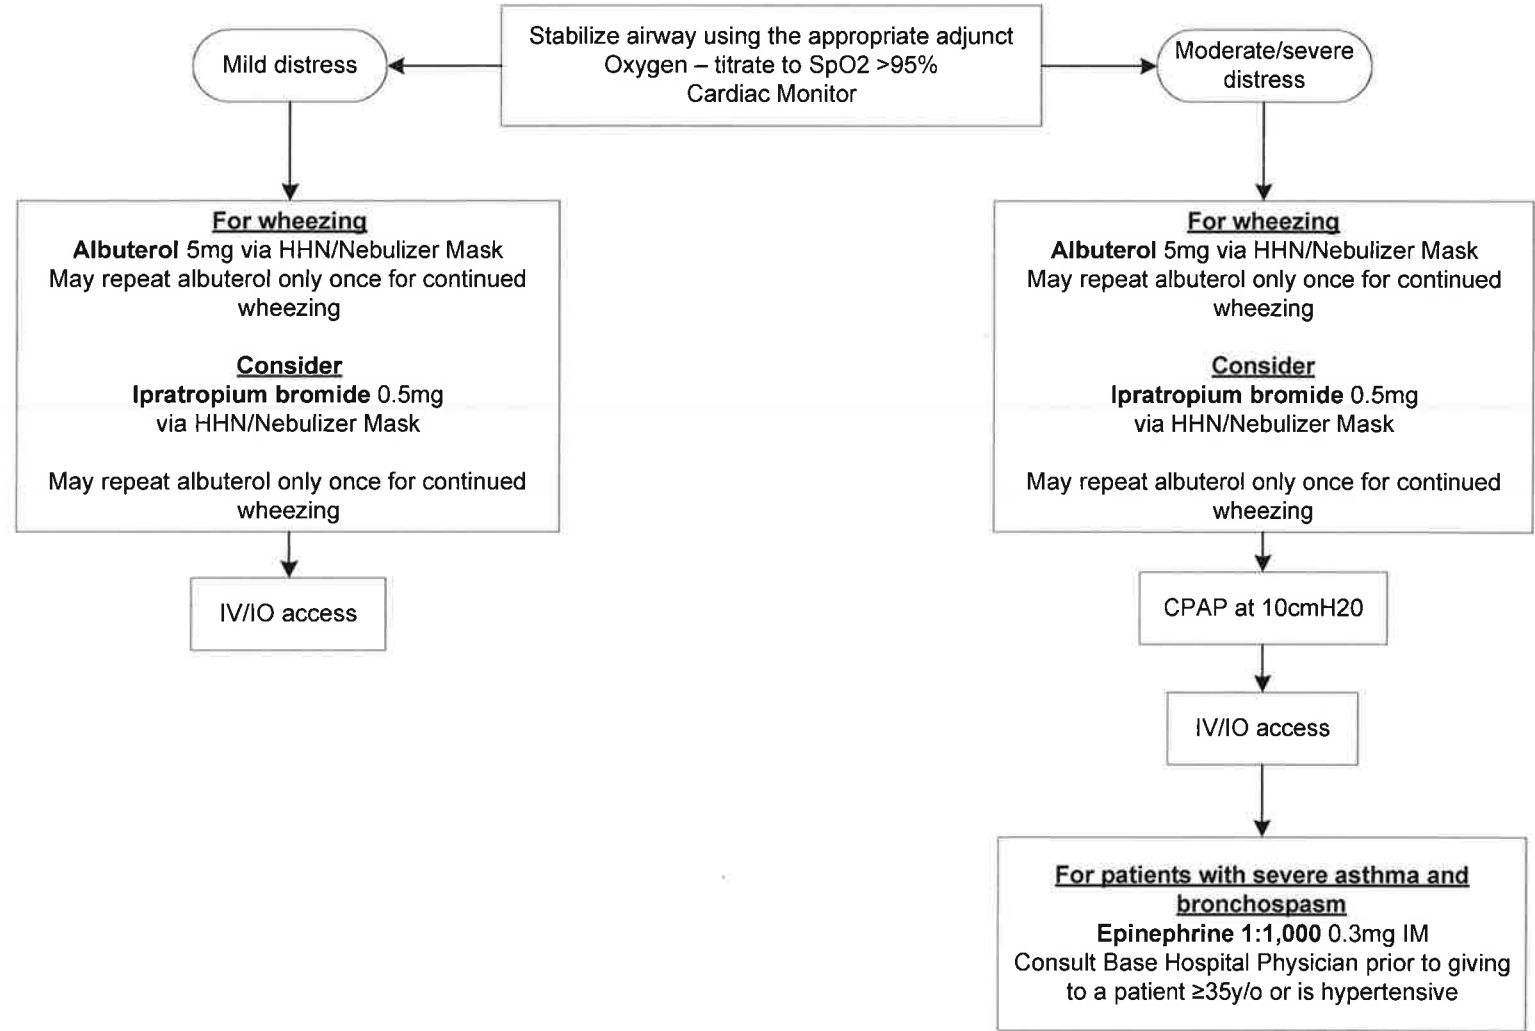 Stabilize airway using the appropriate adjunct
Oxygen – titrate to SpO2 >95%
Cardiac Monitor
Mild distress
Moderate/severe
distress
For wheezing
Albuterol 5mg via HHN/Nebulizer Mask
May repeat albuterol only once for continued
wheezing
Consider
Ipratropium bromide 0.5mg
via HHN/Nebulizer Mask
May repeat albuterol only once for continued
wheezing
IV/IO access
For wheezing
Albuterol 5mg via HHN/Nebulizer Mask
May repeat albuterol only once for continued
wheezing
Consider
Ipratropium bromide 0.5mg
via HHN/Nebulizer Mask
May repeat albuterol only once for continued
wheezing
CPAP at 10cmH20
IV/IO access
For patients with severe asthma and
bronchospasm
Epinephrine 1:1,000 0.3mg IM
Consult Base Hospital Physician prior to giving
to a patient ≥35y/o or is hypertensive